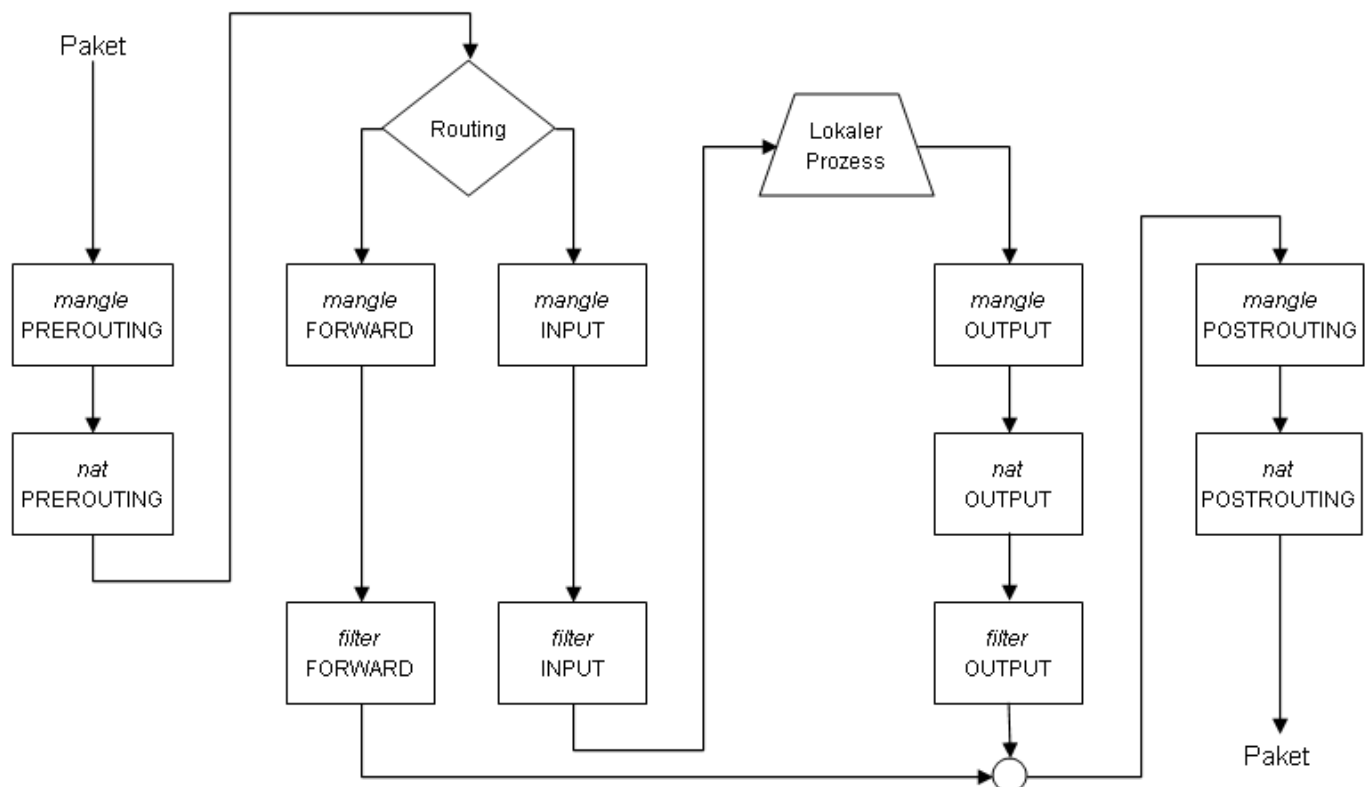 Paket
Routing
Lokaler
Prozess
mangle
PREROUTING
mangle
FORWARD
mangle
INPUT
mangle
OUTPUT
mangle
POSTROUTING
nat
PREROUTING
nat
OUTPUT
nat
POSTROUTING
filter
FORWARD
filter
INPUT
filter
OUTPUT
Paket